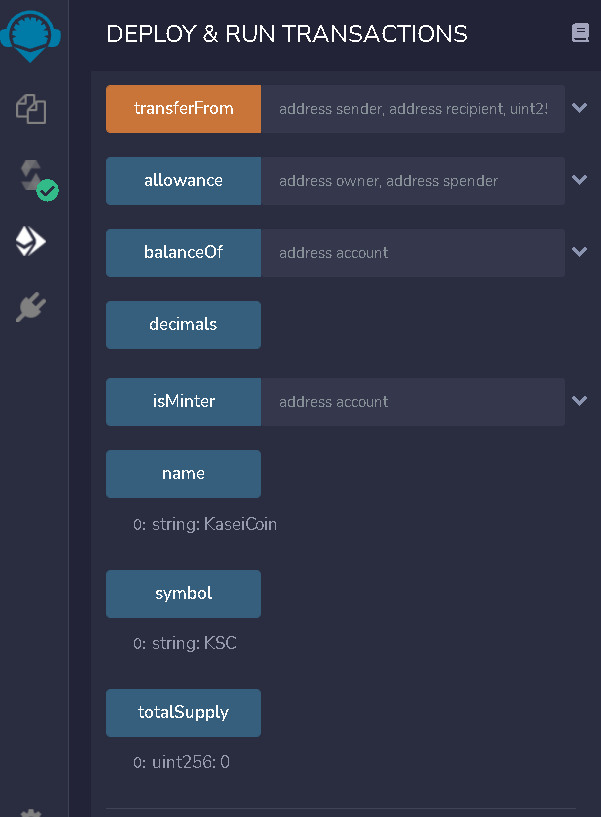 DEPLOY & RUN TRANSACTIONS
transferFrom address sender, address recipient, uint2!
allowance address owner, address spender
balanceOf address account
decimals
isMinter address account
name
0: string: KaseiCoin
symbol
0: string: KSC
totalSupply
0: uint256: 0